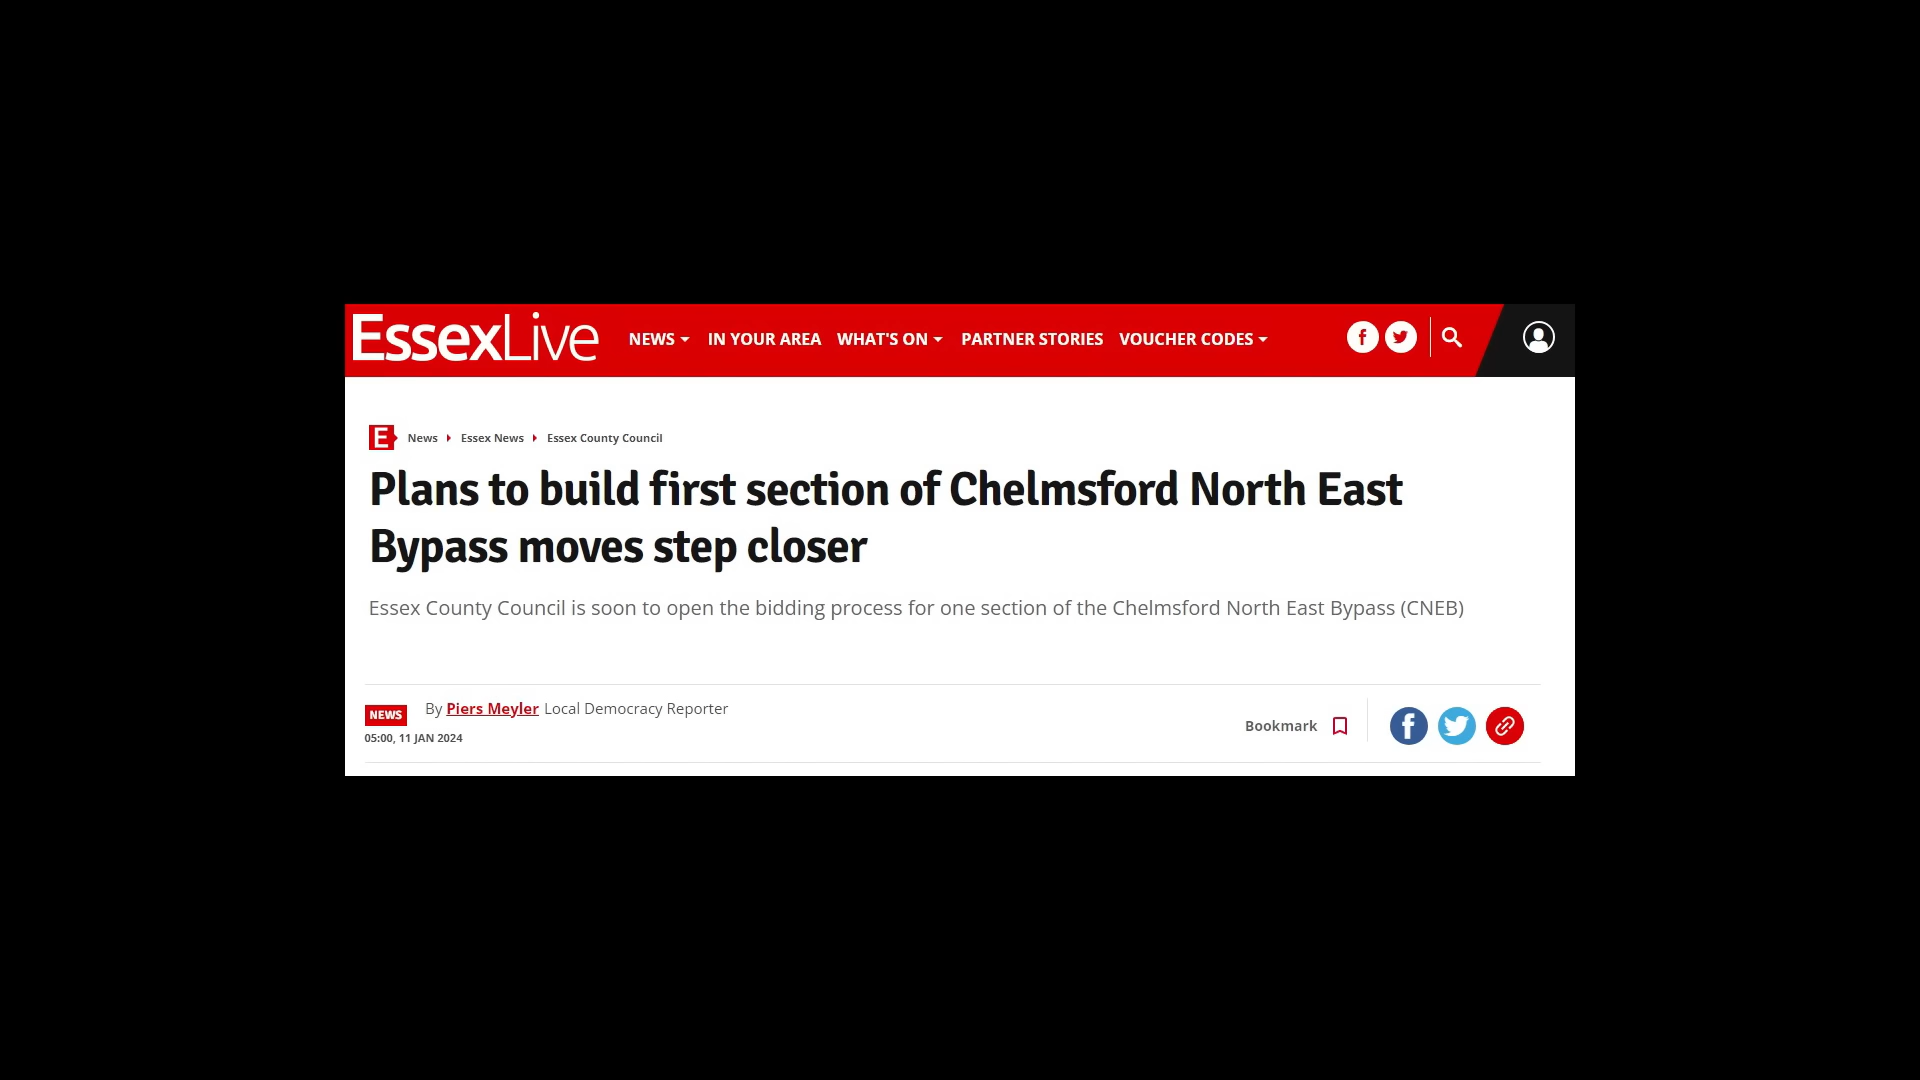 EssexLive NEWS IN YOUR AREA WHAT'S ON PARTNER STORIES VOUCHER CODES
E News Essex News Essex County Council
Plans to build first section of Chelmsford North East
Bypass moves step closer
Essex County Council is soon to open the bidding process for one section of the Chelmsford North East Bypass (CNEB)
NEWS By Piers Meyler Local Democracy Reporter
Bookmark
05:00, 11 JAN 2024